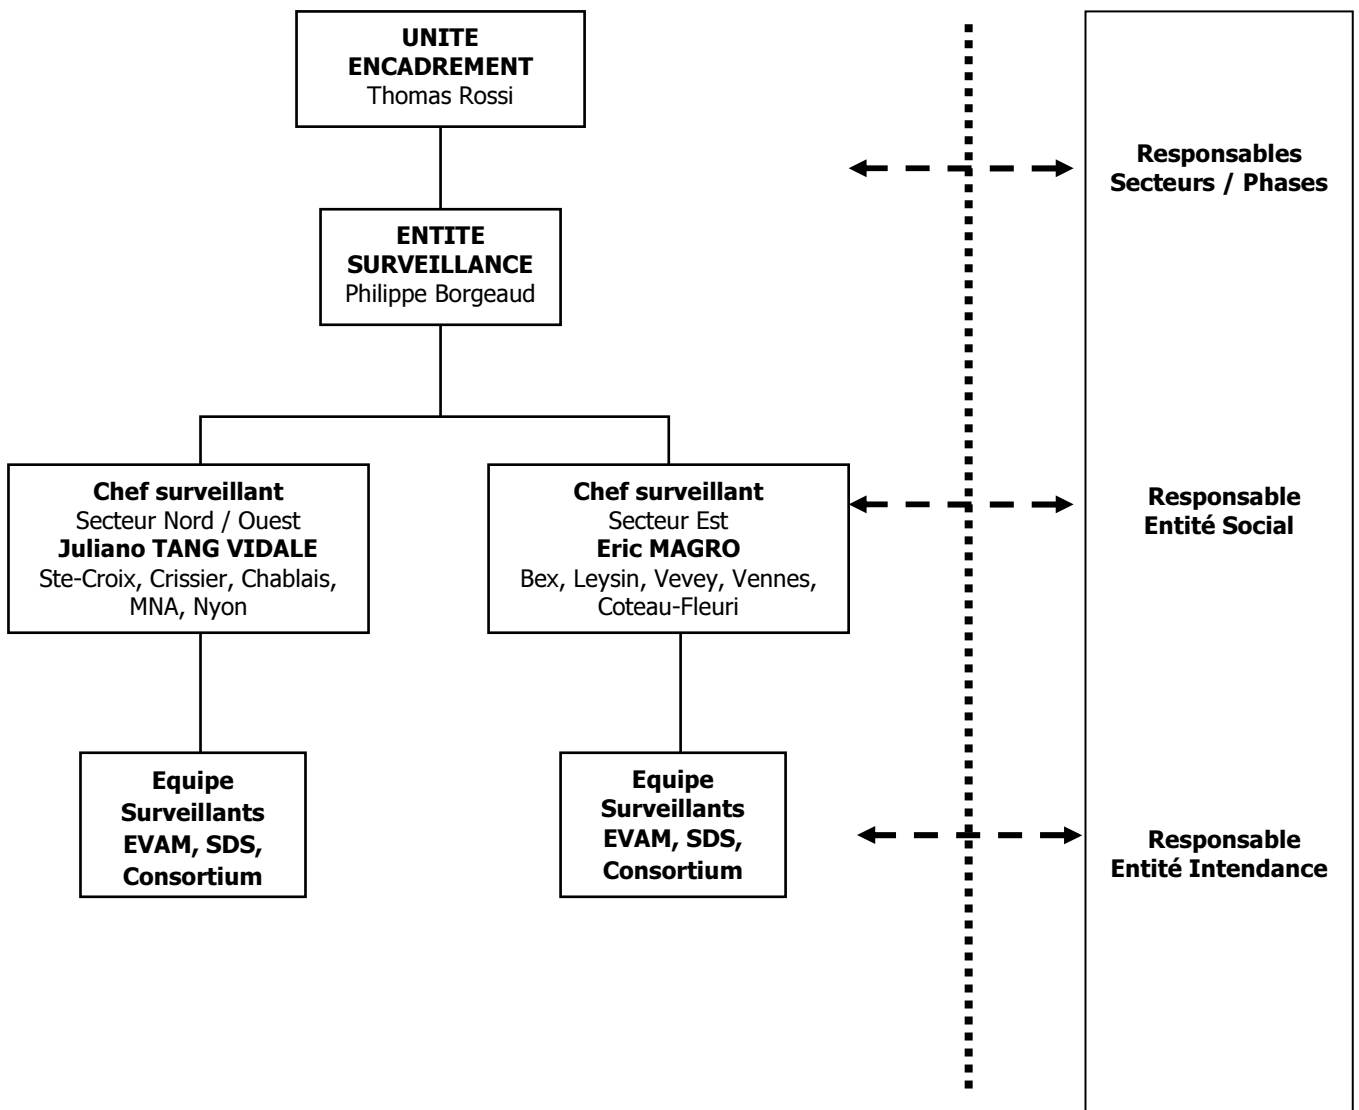 UNITE
ENCADREMENT
Thomas Rossi
Responsables
Secteurs / Phases
ENTITE
SURVEILLANCE
Philippe Borgeaud
Chef surveillant
Secteur Nord / Ouest
Juliano TANG VIDALE
Ste-Croix, Crissier, Chablais,
MNA, Nyon
Chef surveillant
Secteur Est
Eric MAGRO
Bex, Leysin, Vevey, Vennes,
Coteau-Fleuri
Responsable
Entité Social
Equipe
Surveillants
EVAM, SDS,
Consortium
Equipe
Surveillants
EVAM, SDS,
Consortium
Responsable
Entité Intendance